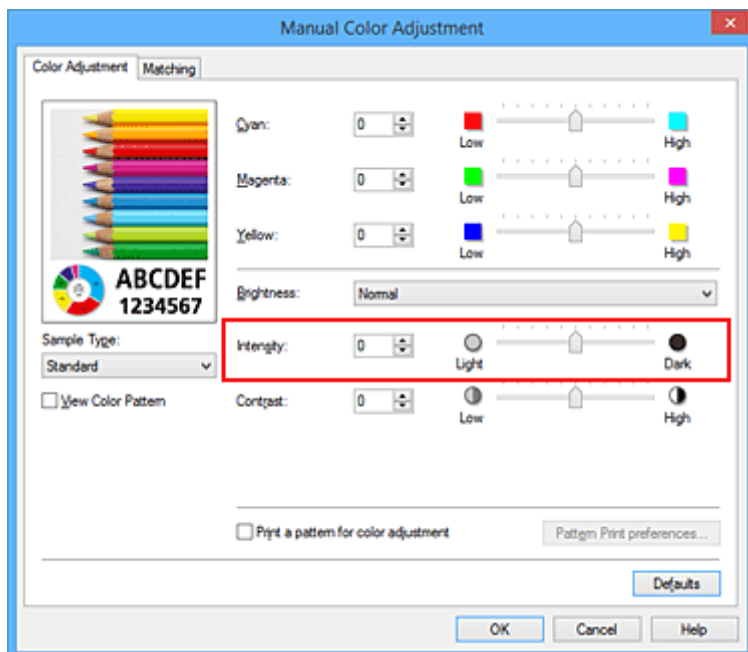 Manual Color Adjustment
Color Adjustment Matching
Cyan: 0 Low High
Magenta: 0 Low High
Yellow: 0 Low High
ABCDEF
1234567
Brightness: Normal
Sample Type:
Standard
Intensity: 0 Light Dark
View Color Pattern
Contrast: 0 Low High
Print a pattern for color adjustment Pattern Print preferences...
Defaults
OK Cancel Help